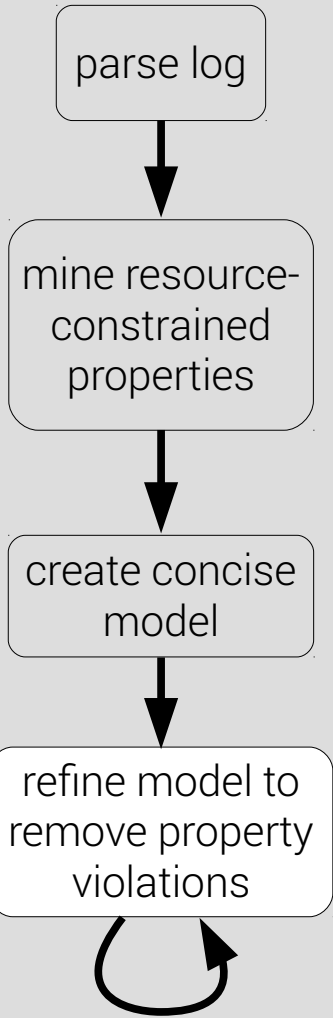 parse log
mine resource-
constrained
properties
create concise
model
refine model to
remove property
violations